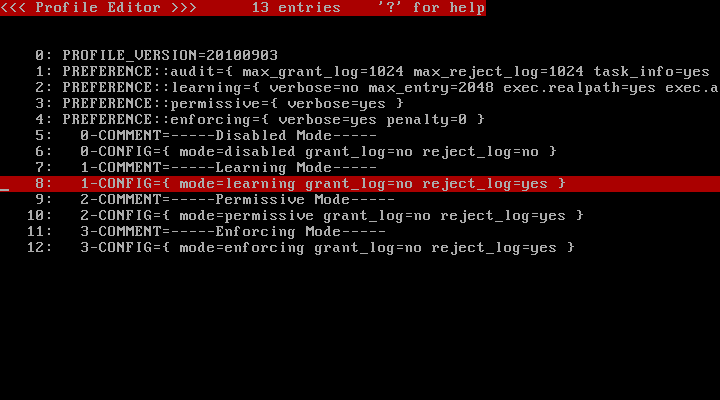 <<< Profile Editor >>>      13 entries    '?' for help
0: PROFILE_VERSION=20100903
1: PREFERENCE::audit={ max_grant_log=1024 max_reject_log=1024 task_info=yes
2: PREFERENCE::learning={ verbose=no max_entry=2048 exec.realpath=yes exec.a
3: PREFERENCE::permissive={ verbose=yes }
4: PREFERENCE::enforcing={ verbose=yes penalty=0 }
5:   0-COMMENT=-----Disabled Mode-----
6:   0-CONFIG={ mode=disabled grant_log=no reject_log=no }
7:   1-COMMENT=-----Learning Mode-----
8:   1-CONFIG={ mode=learning grant_log=no reject_log=yes }
9:   2-COMMENT=-----Permissive Mode-----
10:   2-CONFIG={ mode=permissive grant_log=no reject_log=yes }
11:   3-COMMENT=-----Enforcing Mode-----
12:   3-CONFIG={ mode=enforcing grant_log=no reject_log=yes }